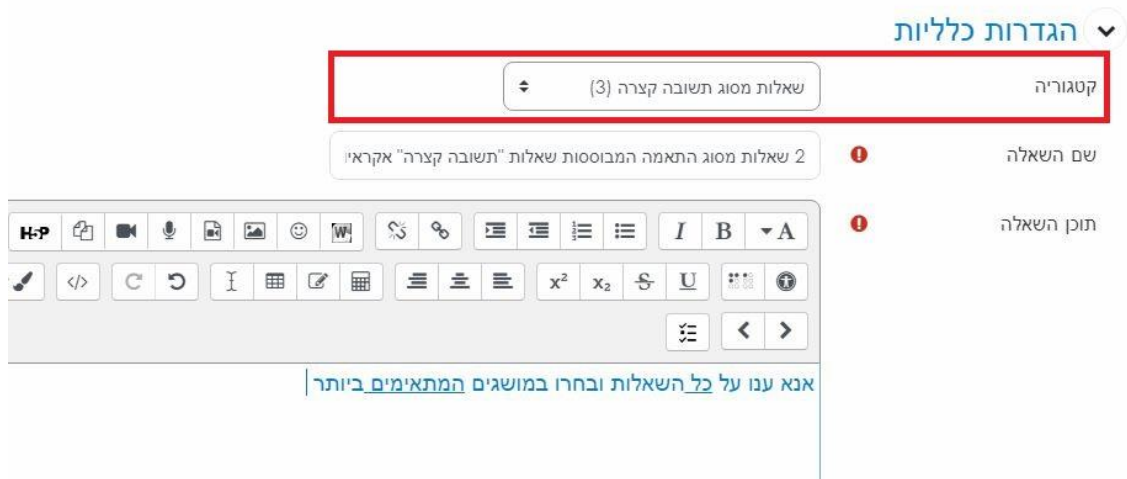 הגדרות כלליות
קטגוריה
שאלות מסוג תשובה קצרה (3)
שם השאלה
2 שאלות מסוג התאמה המבוססות שאלות "תשובה קצרה" אקראי
תוכן השאלה
A B I
H5P W
x² x₂ S U
</>
אנא ענו על כל השאלות ובחרו במושגים המתאימים ביותר